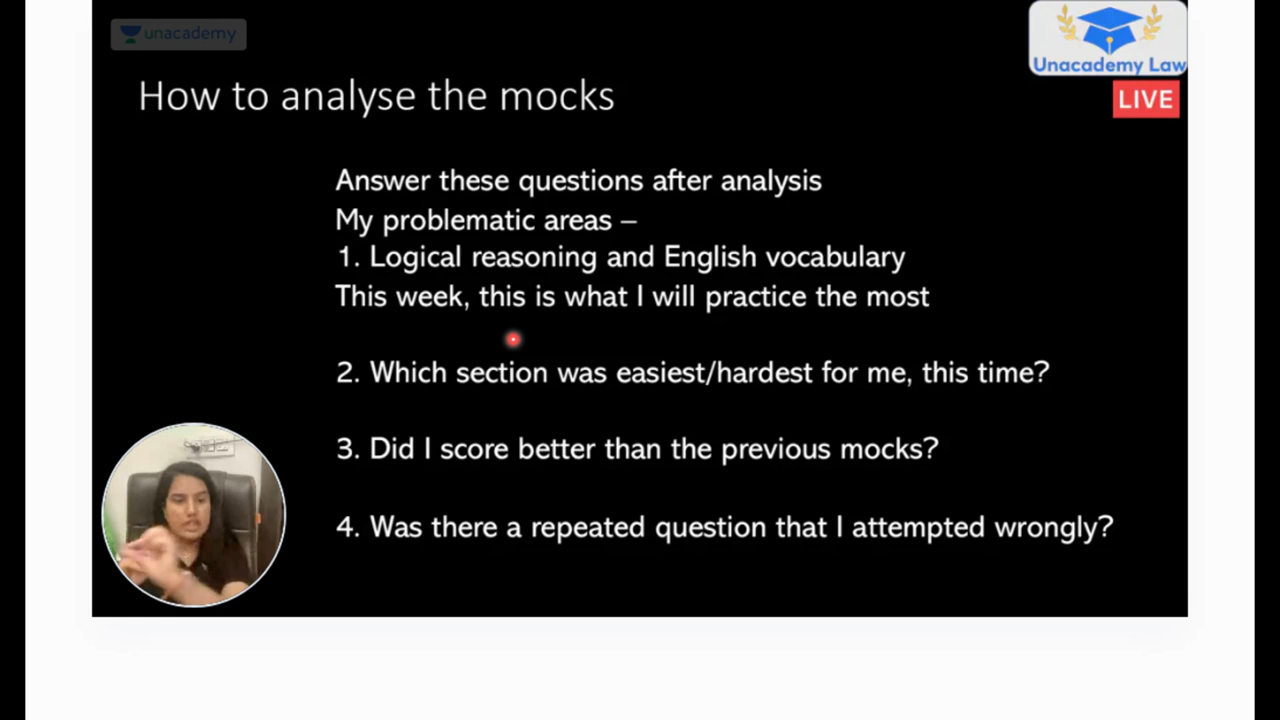 unacademy
Unacademy Law
LIVE
How to analyse the mocks
Answer these questions after analysis
My problematic areas –
1. Logical reasoning and English vocabulary
This week, this is what I will practice the most
2. Which section was easiest/hardest for me, this time?
3. Did I score better than the previous mocks?
4. Was there a repeated question that I attempted wrongly?